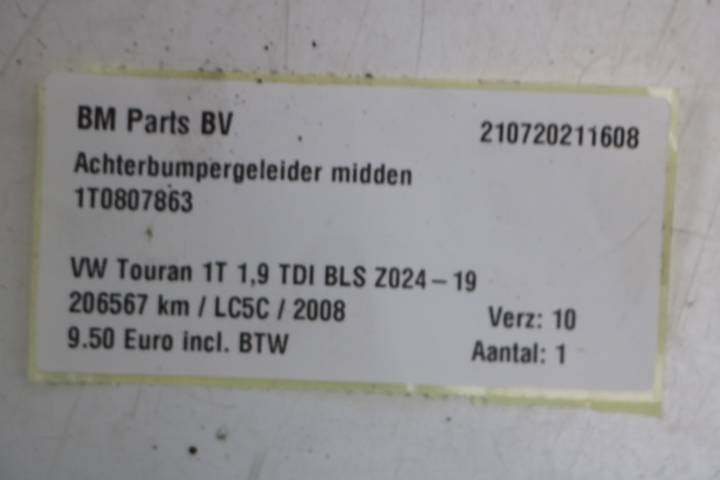 BM Parts BV 210720211608
Achterbumpergeleider midden
1T0807863
VW Touran 1T 1,9 TDI BLS Z024-19
206567 km / LC5C / 2008 Verz: 10
9.50 Euro incl. BTW Aantal: 1